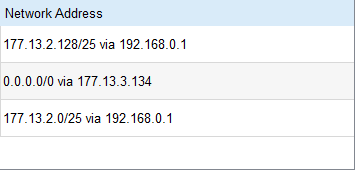 Network Address
177.13.2.128/25 via 192.168.0.1
0.0.0.0/0 via 177.13.3.134
177.13.2.0/25 via 192.168.0.1